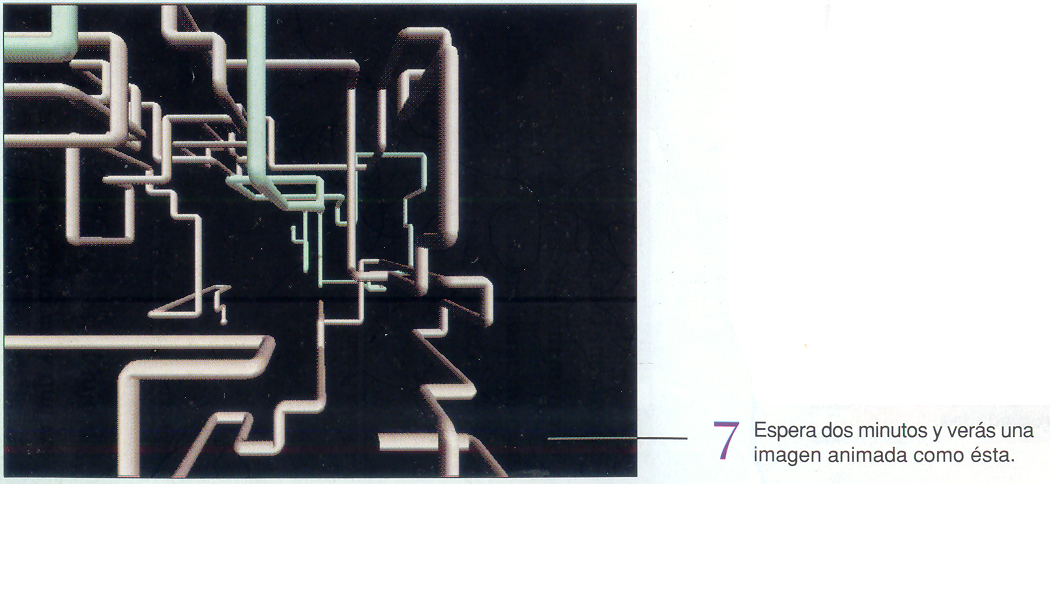 7 Espera dos minutos y verás una
imagen animada como ésta.